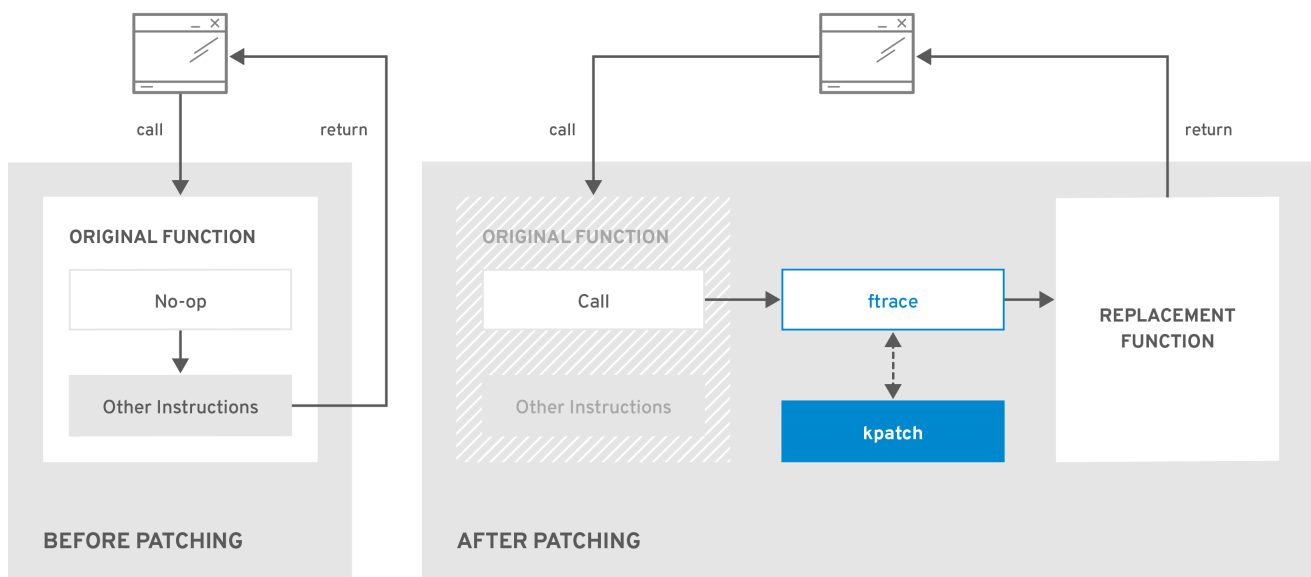 call
return
ORIGINAL FUNCTION
No-op
Other Instructions
BEFORE PATCHING
call
return
ORIGINAL FUNCTION
Call
Other Instructions
ftrace
kpatch
REPLACEMENT
FUNCTION
AFTER PATCHING